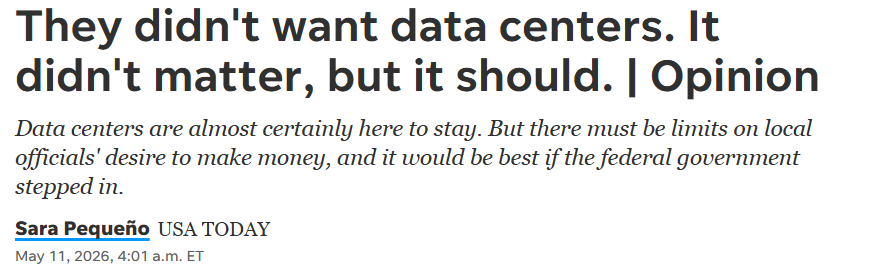 They didn't want data centers. It
didn't matter, but it should. | Opinion
Data centers are almost certainly here to stay. But there must be limits on local
officials' desire to make money, and it would be best if the federal government
stepped in.
Sara Pequeño USA TODAY
May 11, 2026, 4:01 a.m. ET